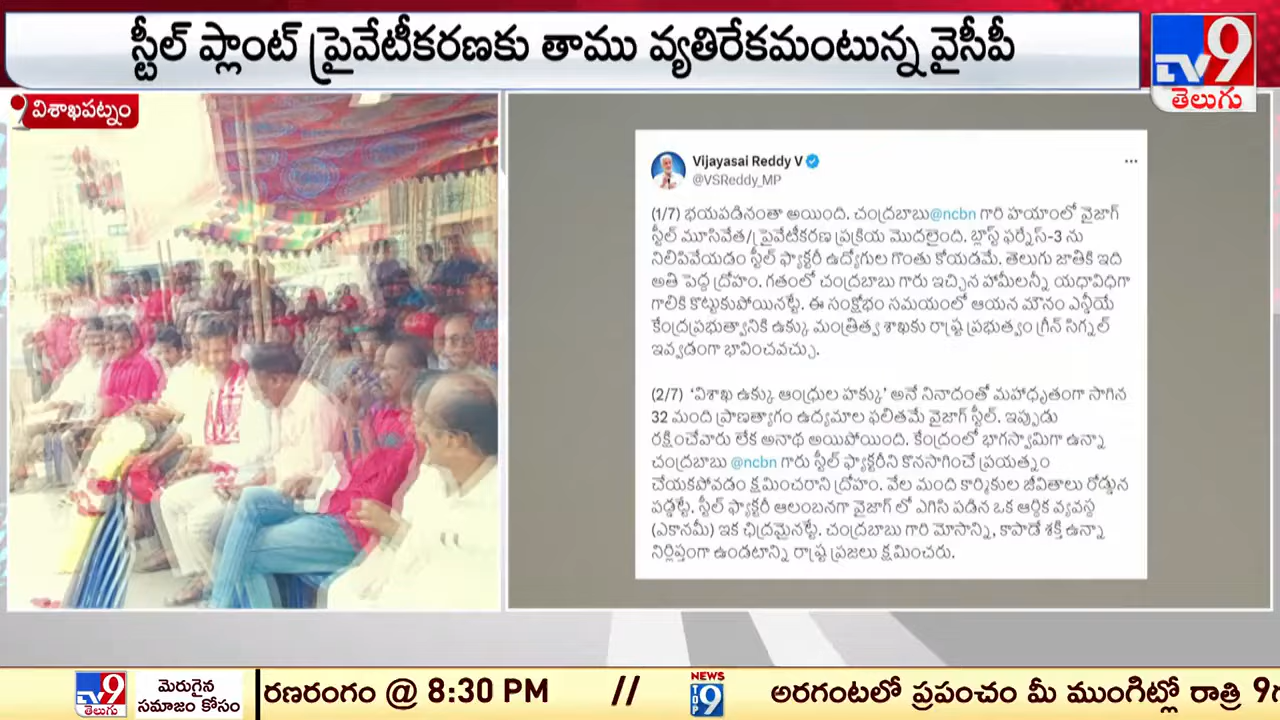 స్టీల్ ప్లాంట్ ప్రైవేటీకరణకు తాము వ్యతిరేకమంటున్న వైసీపీ
TV9
తెలుగు
విశాఖపట్నం
Vijayasai Reddy V
@VSReddy_MP
(1/7) భయపడినంతా అయింది. చంద్రబాబు@ncbn గారి హయాంలో వైజాగ్
స్టీల్ మూసివేత/ప్రైవేటీకరణ ప్రక్రియ మొదలైంది. బ్లాస్ట్ ఫర్నేస్-3 ను
నిలిపివేయడం స్టీల్ ఫ్యాక్టరీ ఉద్యోగుల గొంతు కోయడమే. తెలుగు జాతికి ఇది
అతి పెద్ద ద్రోహం. గతంలో చంద్రబాబు గారు ఇచ్చిన హామీలన్నీ యధావిధిగా
గాలికి కొట్టుకుపోయినట్టే. ఈ సంక్షోభం సమయంలో ఆయన మౌనం ఎన్డీయే
కేంద్రప్రభుత్వానికి ఉక్కు మంత్రిత్వ శాఖకు రాష్ట్ర ప్రభుత్వం గ్రీన్ సిగ్నల్
ఇవ్వడంగా భావించవచ్చు.
(2/7) ‘విశాఖ ఉక్కు ఆంధ్రుల హక్కు’ అనే నినాదంతో మహాధృతంగా సాగిన
32 మంది ప్రాణత్యాగం ఉద్యమాల ఫలితమే వైజాగ్ స్టీల్. ఇప్పుడు
రక్షించేవారు లేక అనాథ అయిపోయింది. కేంద్రంలో భాగస్వామిగా ఉన్నా
చంద్రబాబు @ncbn గారు స్టీల్ ఫ్యాక్టరీని కొనసాగించే ప్రయత్నం
చేయకపోవడం క్షమించరాని ద్రోహం. వేల మంది కార్మికుల జీవితాలు రోడ్డున
పడ్డట్లే. స్టీల్ ఫ్యాక్టరీ ఆలంబనగా వైజాగ్ లో ఎగిసి పడిన ఒక ఆర్థిక వ్యవస్థ
(ఎకానమీ) ఇక ఛిద్రమైనట్టే. చంద్రబాబు గారి మోసాన్ని, కాపాడే శక్తి ఉన్నా
నిర్లిప్తంగా ఉండటాన్ని రాష్ట్ర ప్రజలు క్షమించరు.
TV9 తెలుగు మెరుగైన సమాజం కోసం
రణరంగం @ 8:30 PM // NEWS TOP 9 అరగంటలో ప్రపంచం మీ ముంగిట్లో రాత్రి 9